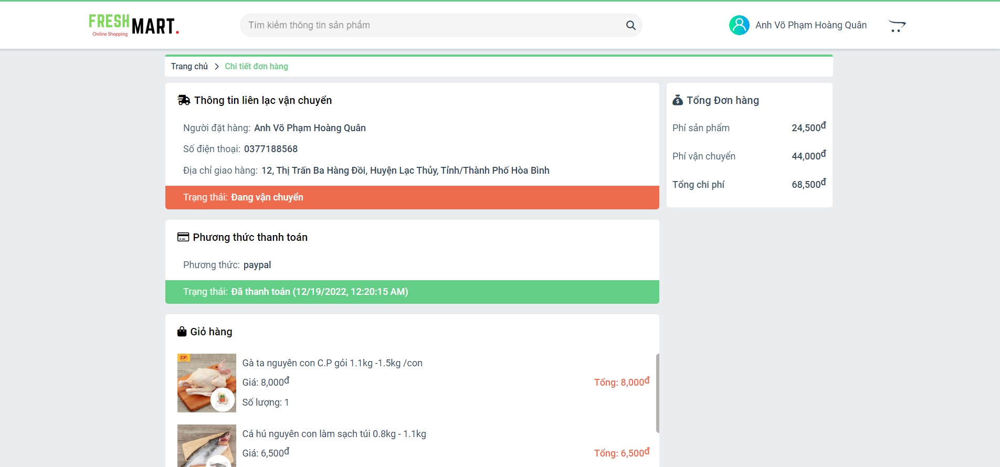 FRESH MART.
Online Shopping
Tìm kiếm thông tin sản phẩm
Anh Võ Phạm Hoàng Quân
Trang chủ > Chi tiết đơn hàng
Thông tin liên lạc vận chuyển
Người đặt hàng: Anh Võ Phạm Hoàng Quân
Số điện thoại: 0377188568
Địa chỉ giao hàng: 12, Thị Trấn Ba Hàng Đồi, Huyện Lạc Thủy, Tỉnh/Thành Phố Hòa Bình
Trạng thái: Đang vận chuyển
Tổng Đơn hàng
Phí sản phẩm 24,500đ
Phí vận chuyển 44,000đ
Tổng chi phí 68,500đ
Phương thức thanh toán
Phương thức: paypal
Trạng thái: Đã thanh toán (12/19/2022, 12:20:15 AM)
Giỏ hàng
CP
Gà ta nguyên con C.P gói 1.1kg -1.5kg /con
Giá: 8,000đ
Tổng: 8,000đ
Số lượng: 1
Cá hú nguyên con làm sạch túi 0.8kg - 1.1kg
Giá: 6,500đ
Tổng: 6,500đ